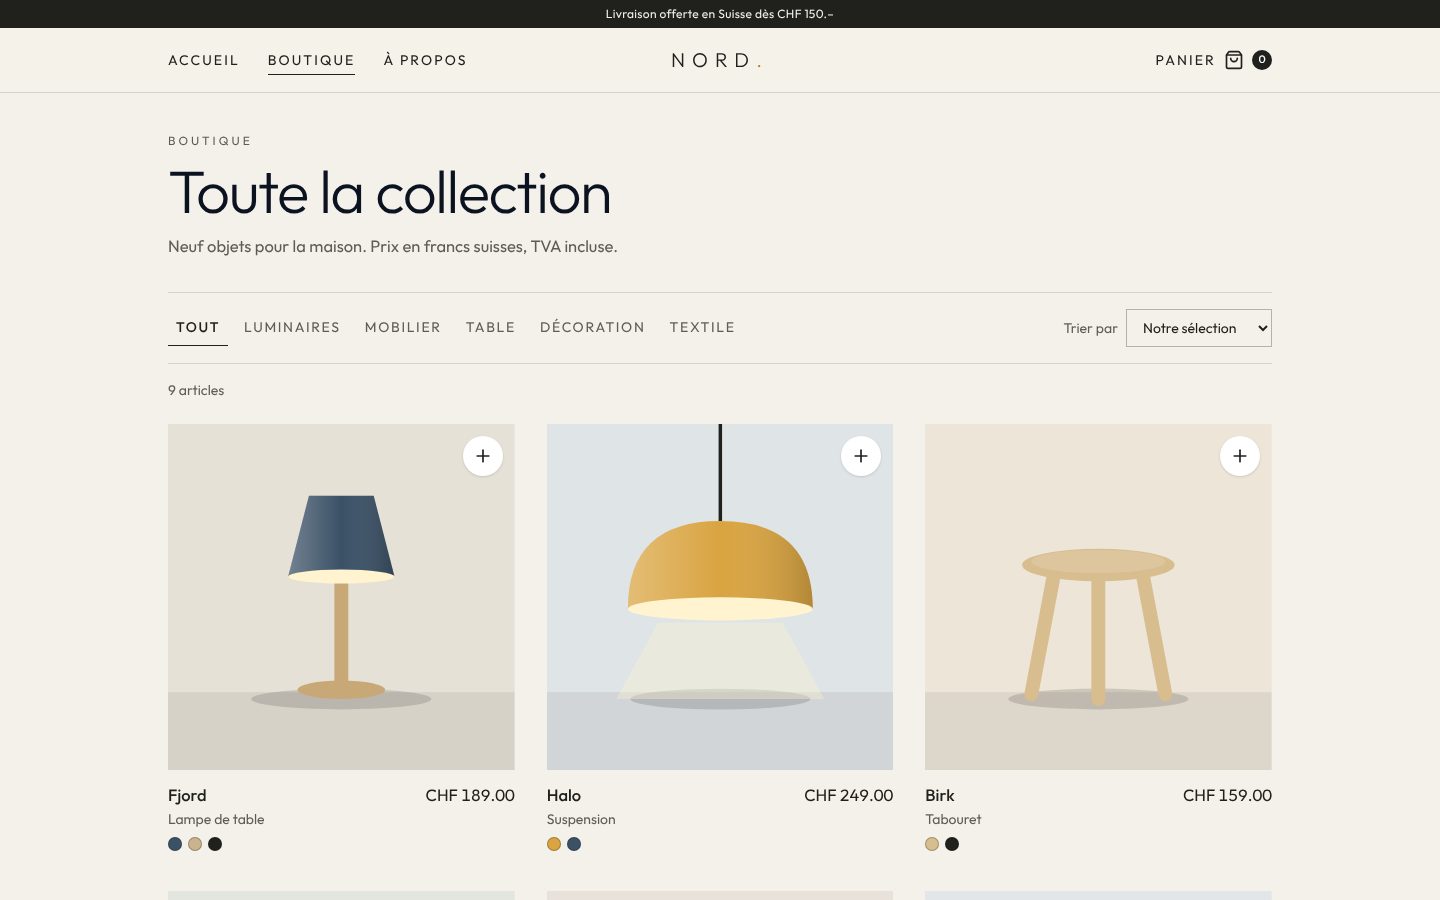 Livraison offerte en Suisse dès CHF 150.–
ACCUEIL BOUTIQUE À PROPOS NORD. PANIER 0
BOUTIQUE
Toute la collection
Neuf objets pour la maison. Prix en francs suisses, TVA incluse.
TOUT LUMINAIRES MOBILIER TABLE DÉCORATION TEXTILE Trier par Notre sélection
9 articles
Fjord CHF 189.00
Lampe de table
Halo CHF 249.00
Suspension
Birk CHF 159.00
Tabouret